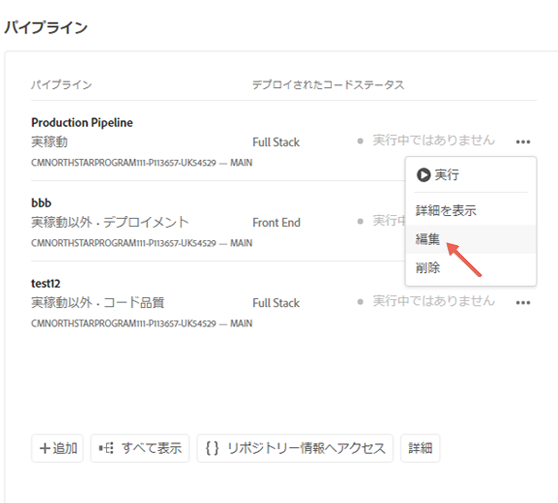 パイプライン
パイプライン デプロイされたコード ステータス
Production Pipeline
実稼動 Full Stack 実行中ではありません
CMNORTHSTARPROGRAM111-P113657-UK54529 — MAIN
実行
bbb
実稼動以外・デプロイメント Front End 実行中
詳細を表示
CMNORTHSTARPROGRAM111-P113657-UK54529 — MAIN
編集
削除
test12
実稼動以外・コード品質 Full Stack 実行中ではありません
CMNORTHSTARPROGRAM111-P113657-UK54529 — MAIN
追加 すべて表示 リポジトリー情報へアクセス 詳細